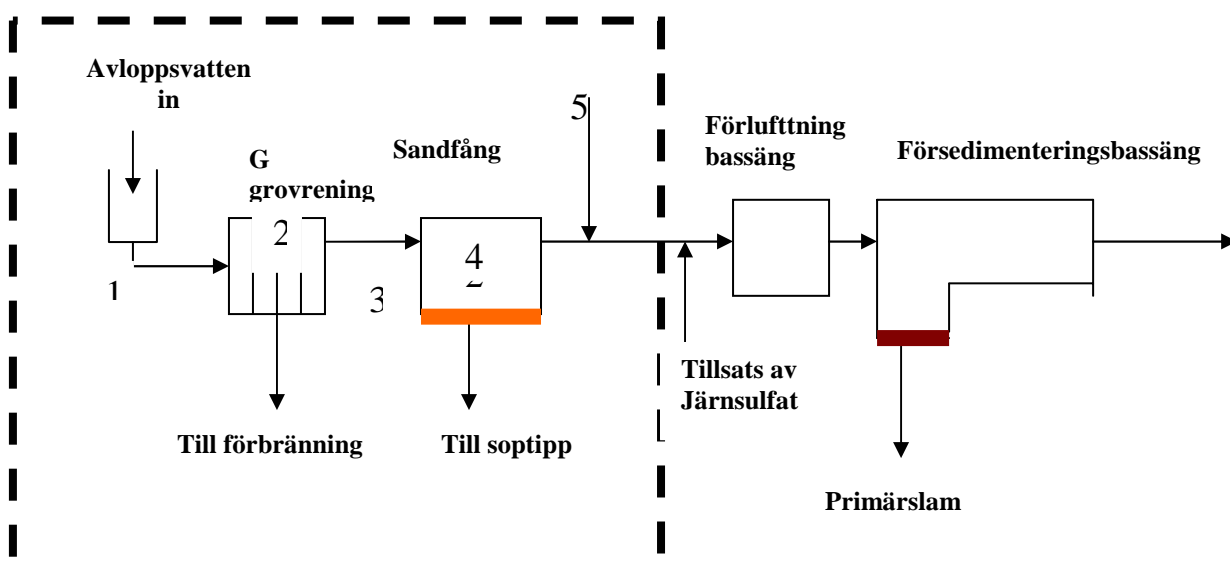 Avloppsvatten
in
G
grovrening
Sandfång
5
Förlufttning
bassäng
Försedimenteringsbassäng
1
2
3
4
Tillsats av
Järnsulfat
Till förbränning
Till soptipp
Primärslam